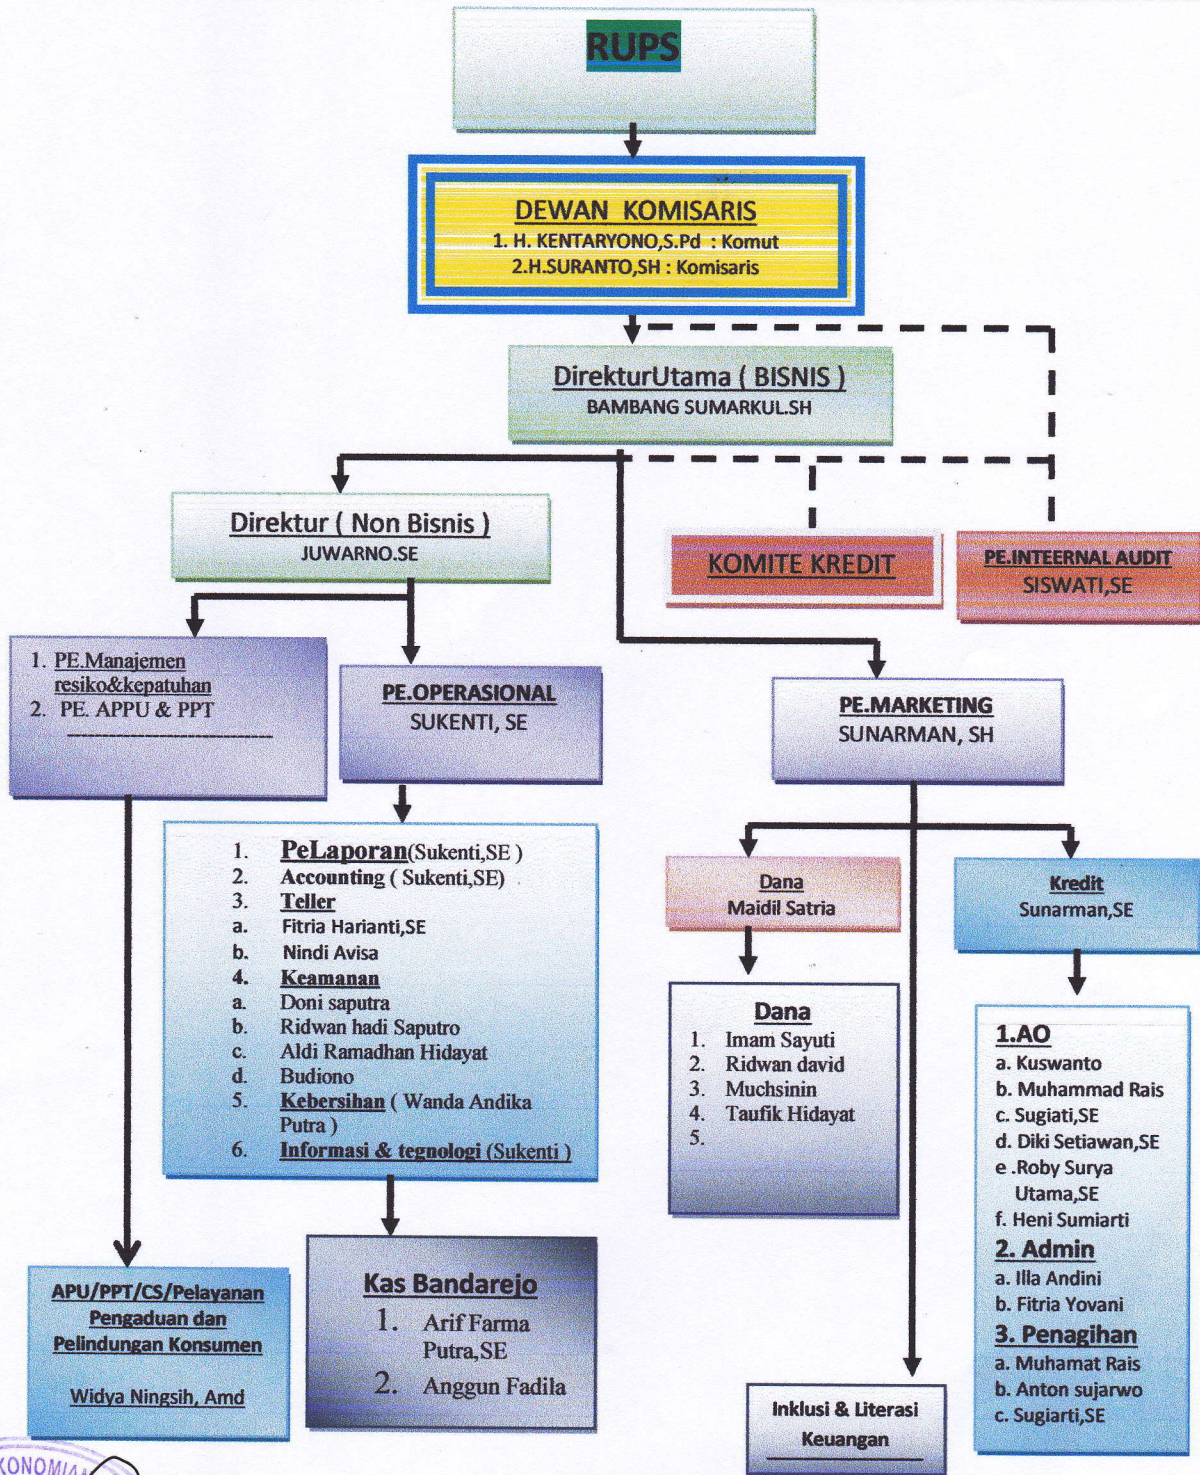 RUPS
DEWAN KOMISARIS
1. H. KENTARYONO,S.Pd : Komut
2.H.SURANTO,SH : Komisaris
DirekturUtama ( BISNIS )
BAMBANG SUMARKUL.SH
Direktur ( Non Bisnis )
JUWARNO.SE
KOMITE KREDIT
PE.INTEERNAL AUDIT
SISWATI,SE
1. PE.Manajemen
resiko&kepatuhan
2. PE. APPU & PPT
PE.OPERASIONAL
SUKENTI, SE
PE.MARKETING
SUNARMAN, SH
1. PeLaporan(Sukenti,SE )
2. Accounting ( Sukenti,SE)
3. Teller
a. Fitria Harianti,SE
b. Nindi Avisa
4. Keamanan
a. Doni saputra
b. Ridwan hadi Saputro
c. Aldi Ramadhan Hidayat
d. Budiono
5. Kebersihan ( Wanda Andika
Putra )
6. Informasi & tegnologi (Sukenti )
Dana
Maidil Satria
Kredit
Sunarman,SE
Dana
1. Imam Sayuti
2. Ridwan david
3. Muchsinin
4. Taufik Hidayat
5.
1.AO
a. Kuswanto
b. Muhammad Rais
c. Sugiati,SE
d. Diki Setiawan,SE
e .Roby Surya
Utama,SE
f. Heni Sumiarti
2. Admin
a. Illa Andini
b. Fitria Yovani
3. Penagihan
a. Muhamat Rais
b. Anton sujarwo
c. Sugiarti,SE
APU/PPT/CS/Pelayanan
Pengaduan dan
Pelindungan Konsumen
Widya Ningsih, Amd
Kas Bandarejo
1. Arif Farma
Putra,SE
2. Anggun Fadila
Inklusi & Literasi
Keuangan